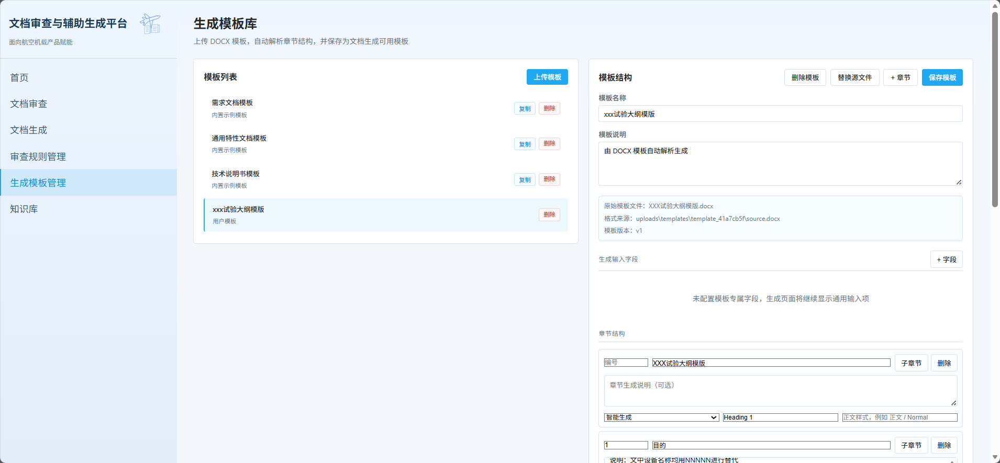 文档审查与辅助生成平台
面向航空机载产品赋能
首页
文档审查
文档生成
审查规则管理
生成模板管理
知识库
生成模板库
上传 DOCX 模板，自动解析章节结构，并保存为文档生成可用模板
模板列表
上传模板
需求文档模板
内置示例模板
复制
删除
通用特性文档模板
内置示例模板
复制
删除
技术说明书模板
内置示例模板
复制
删除
xxx试验大纲模版
用户模板
删除
模板结构
删除模板
替换源文件
+ 章节
保存模板
模板名称
xxx试验大纲模版
模板说明
由 DOCX 模板自动解析生成
原始模板文件：XXX试验大纲模版.docx
格式来源：uploads\templates\template_41a7cb5f\source.docx
模板版本：v1
生成输入字段
+ 字段
未配置模板专属字段，生成页面将继续显示通用输入项
章节结构
编号
XXX试验大纲模版
子章节
删除
章节生成说明（可选）
智能生成
Heading 1
正文样式，例如 正文 / Normal
1
目的
子章节
删除
说明：文中设备名称均用NNNNN进行替代